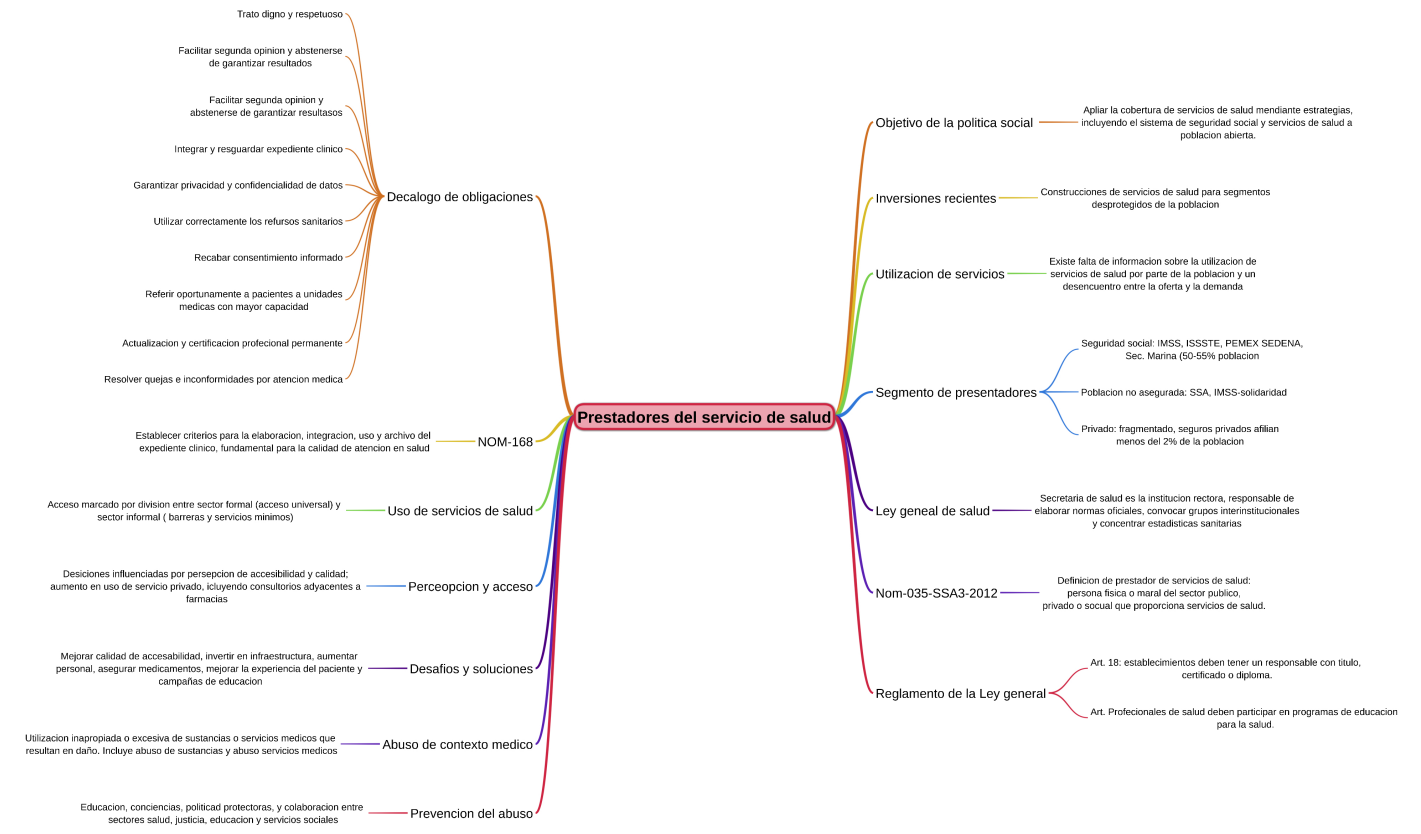 Prestadores del servicio de salud
Decalogo de obligaciones
Trato digno y respetuoso
Facilitar segunda opinion y abstenerse
de garantizar resultados
Facilitar segunda opinion y
abstenerse de garantizar resultasos
Integrar y resguardar expediente clinico
Garantizar privacidad y confidencialidad de datos
Utilizar correctamente los refursos sanitarios
Recabar consentimiento informado
Referir oportunamente a pacientes a unidades
medicas con mayor capacidad
Actualizacion y certificacion profecional permanente
Resolver quejas e inconformidades por atencion medica
NOM-168
Establecer criterios para la elaboracion, integracion, uso y archivo del
expediente clinico, fundamental para la calidad de atencion en salud
Uso de servicios de salud
Acceso marcado por division entre sector formal (acceso universal) y
sector informal ( barreras y servicios minimos)
Perceopcion y acceso
Desiciones influenciadas por persepcion de accesibilidad y calidad;
aumento en uso de servicio privado, icluyendo consultorios adyacentes a
farmacias
Desafios y soluciones
Mejorar calidad de accesabilidad, invertir en infraestructura, aumentar
personal, asegurar medicamentos, mejorar la experiencia del paciente y
campañas de educacion
Abuso de contexto medico
Utilizacion inapropiada o excesiva de sustancias o servicios medicos que
resultan en daño. Incluye abuso de sustancias y abuso servicios medicos
Prevencion del abuso
Educacion, conciencias, politicad protectoras, y colaboracion entre
sectores salud, justicia, educacion y servicios sociales
Objetivo de la politica social
Apliar la cobertura de servicios de salud mendiante estrategias,
incluyendo el sistema de seguridad social y servicios de salud a
poblacion abierta.
Inversiones recientes
Construcciones de servicios de salud para segmentos
desprotegidos de la poblacion
Utilizacion de servicios
Existe falta de informacion sobre la utilizacion de
servicios de salud por parte de la poblacion y un
desencuentro entre la oferta y la demanda
Segmento de presentadores
Seguridad social: IMSS, ISSSTE, PEMEX SEDENA,
Sec. Marina (50-55% poblacion
Poblacion no asegurada: SSA, IMSS-solidaridad
Privado: fragmentado, seguros privados afilian
menos del 2% de la poblacion
Ley geneal de salud
Secretaria de salud es la institucion rectora, responsable de
elaborar normas oficiales, convocar grupos interinstitucionales
y concentrar estadisticas sanitarias
Nom-035-SSA3-2012
Definicion de prestador de servicios de salud:
persona fisica o maral del sector publico,
privado o socual que proporciona servicios de salud.
Reglamento de la Ley general
Art. 18: establecimientos deben tener un responsable con titulo,
certificado o diploma.
Art. Profecionales de salud deben participar en programas de educacion
para la salud.